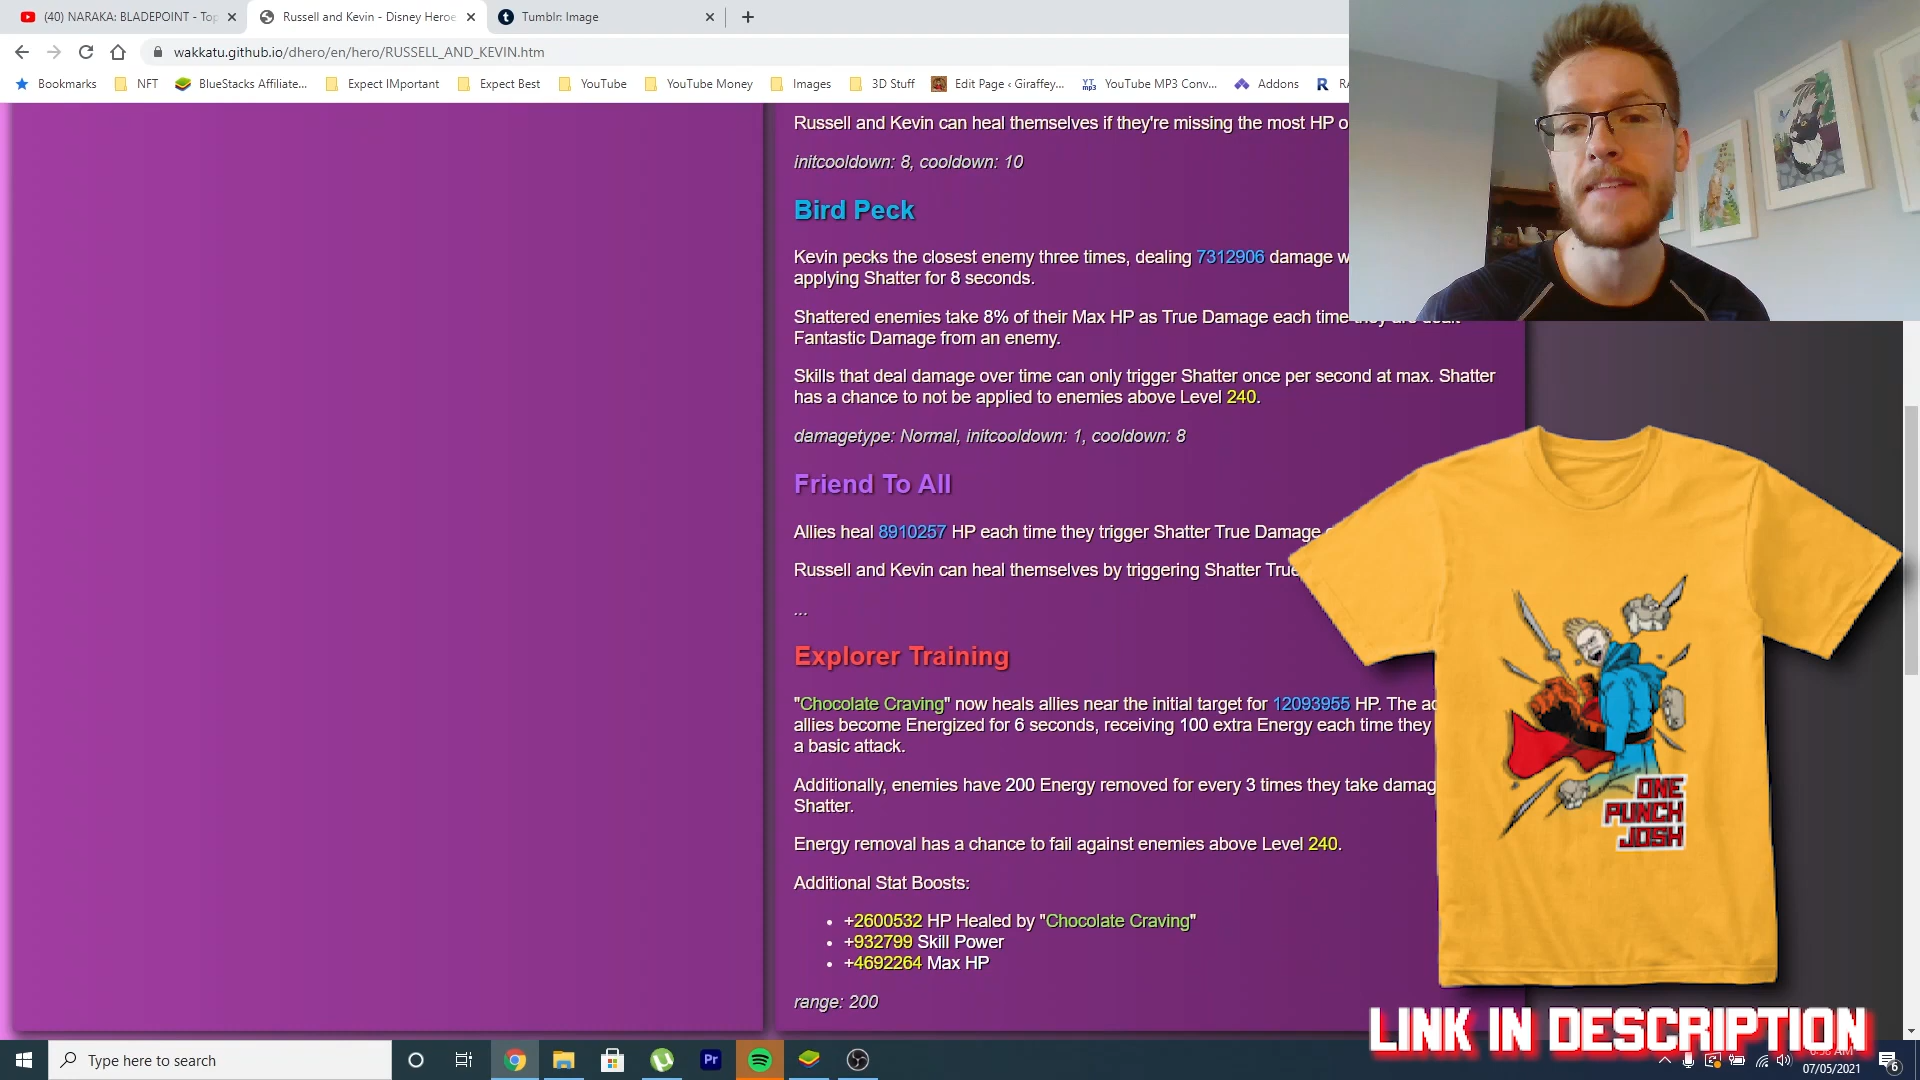 (40) NARAKA: BLADEPOINT - Top
Russell and Kevin - Disney Heroe
Tumblr: Image
wakkatu.github.io/dhero/en/hero/RUSSELL_AND_KEVIN.htm
Bookmarks NFT BlueStacks Affiliate... Expect IMportant Expect Best YouTube YouTube Money Images 3D Stuff Edit Page ‹ Giraffey... YouTube MP3 Conv... Addons
Russell and Kevin can heal themselves if they're missing the most HP
initcooldown: 8, cooldown: 10
Bird Peck
Kevin pecks the closest enemy three times, dealing 7312906 damage
applying Shatter for 8 seconds.
Shattered enemies take 8% of their Max HP as True Damage each time they are dealt
Fantastic Damage from an enemy.
Skills that deal damage over time can only trigger Shatter once per second at max. Shatter
has a chance to not be applied to enemies above Level 240.
damagetype: Normal, initcooldown: 1, cooldown: 8
Friend To All
Allies heal 8910257 HP each time they trigger Shatter True Damage
Russell and Kevin can heal themselves by triggering Shatter True
...
Explorer Training
"Chocolate Craving" now heals allies near the initial target for 12093955 HP. The
allies become Energized for 6 seconds, receiving 100 extra Energy each time they
a basic attack.
Additionally, enemies have 200 Energy removed for every 3 times they take damag
Shatter.
Energy removal has a chance to fail against enemies above Level 240.
Additional Stat Boosts:
+2600532 HP Healed by "Chocolate Craving"
+932799 Skill Power
+4692264 Max HP
range: 200
ONE
PUNCH
JOSH
LINK IN DESCRIPTION
Type here to search
Pr
07/05/2021
6